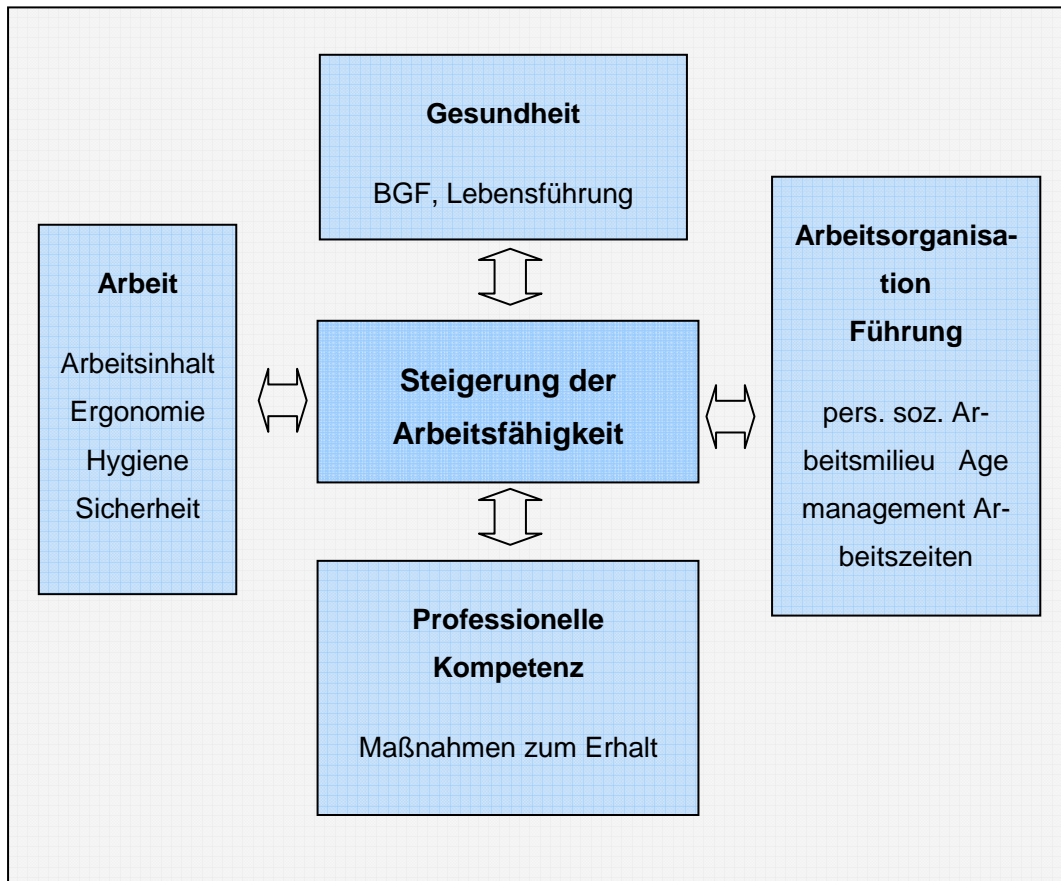 Gesundheit
BGF, Lebensführung
Arbeit
Arbeitsinhalt
Ergonomie
Hygiene
Sicherheit
Steigerung der
Arbeitsfähigkeit
Arbeitsorganisa-
tion
Führung
pers. soz. Ar-
beitsmilieu Age
management Ar-
beitszeiten
Professionelle
Kompetenz
Maßnahmen zum Erhalt